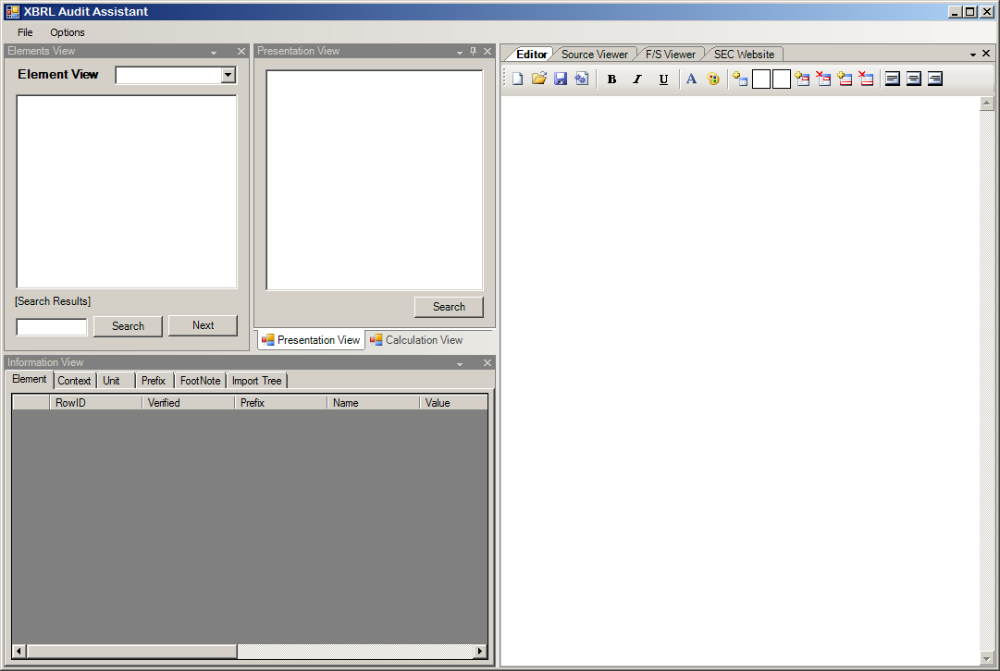 XBRL Audit Assistant
File Options
Elements View
Element View
[Search Results]
Search Next
Presentation View
Search
Presentation View Calculation View
Information View
Element Context Unit Prefix FootNote Import Tree
RowID Verified Prefix Name Value
Editor Source Viewer F/S Viewer SEC Website
B I U A